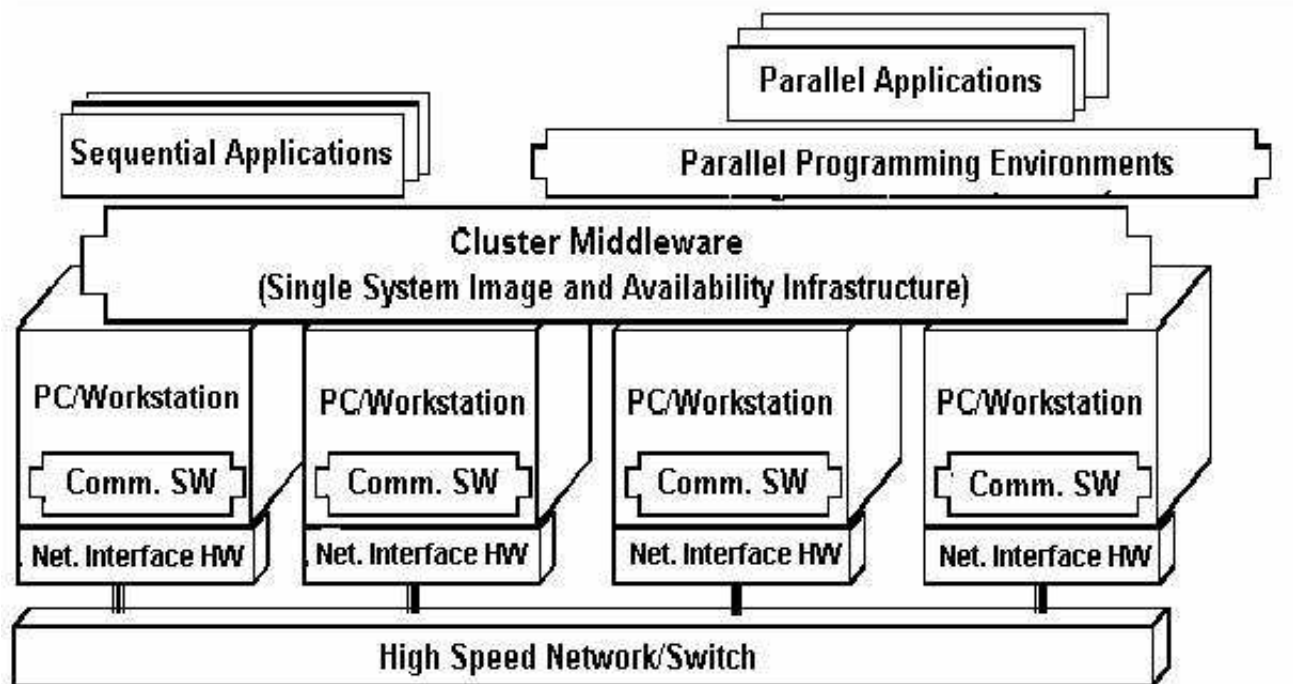 Parallel Applications
Sequential Applications
Parallel Programming Environments
Cluster Middleware
(Single System Image and Availability Infrastructure)
PC/Workstation
PC/Workstation
PC/Workstation
PC/Workstation
Comm. SW
Comm. SW
Comm. SW
Comm. SW
Net. Interface HW
Net. Interface HW
Net. Interface HW
Net. Interface HW
High Speed Network/Switch